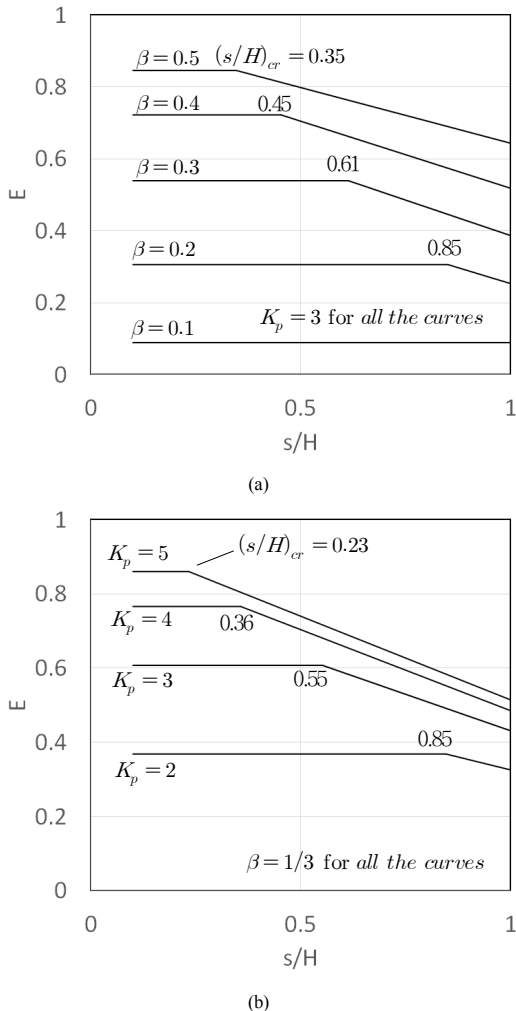 1
β = 0.5 (s/H)cr = 0.35
0.8
β = 0.4 0.45
0.6
β = 0.3 0.61
E
0.4
β = 0.2 0.85
0.2
Kp = 3 for all the curves
β = 0.1
0
0 0.5 1
s/H
(a)
1
Kp = 5 (s/H)cr = 0.23
0.8
Kp = 4 0.36
0.6
Kp = 3 0.55
E
0.4
0.85
Kp = 2
0.2
β = 1/3 for all the curves
0
0 0.5 1
s/H
(b)